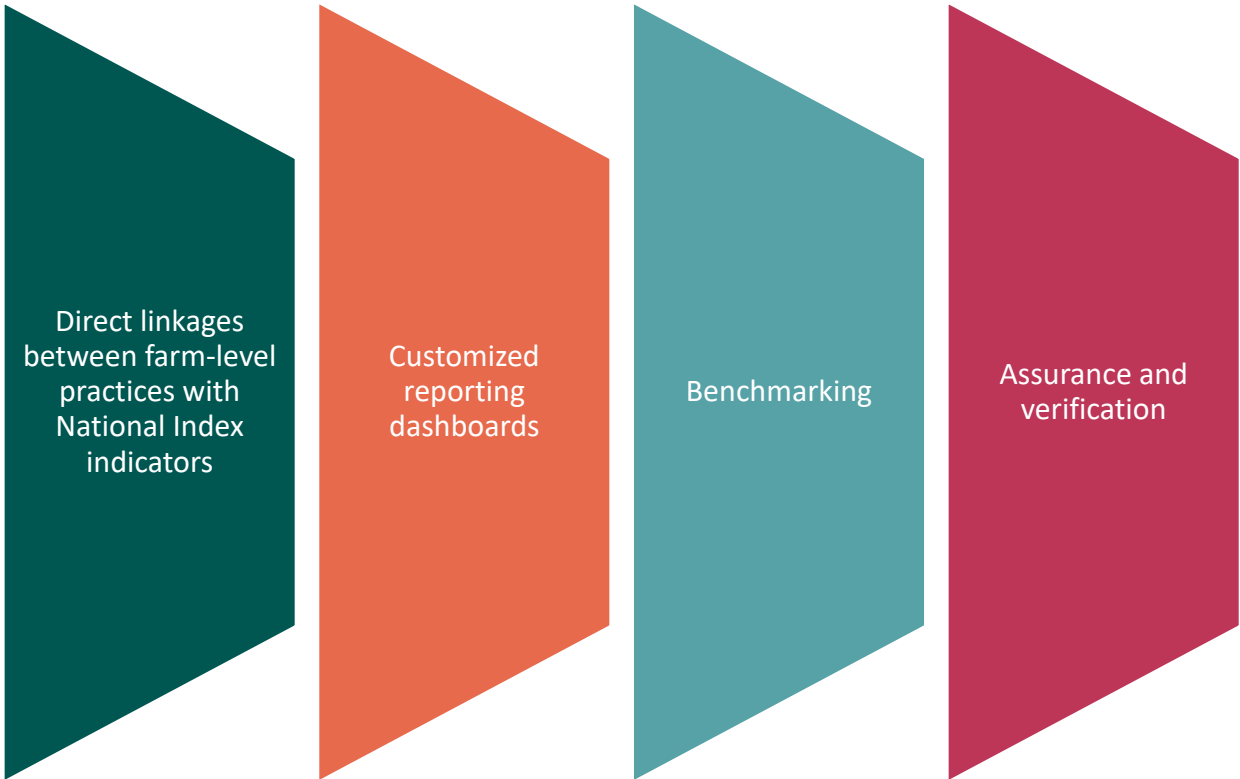 Direct linkages
between farm-level
practices with
National Index
indicators
Customized
reporting
dashboards
Benchmarking
Assurance and
verification